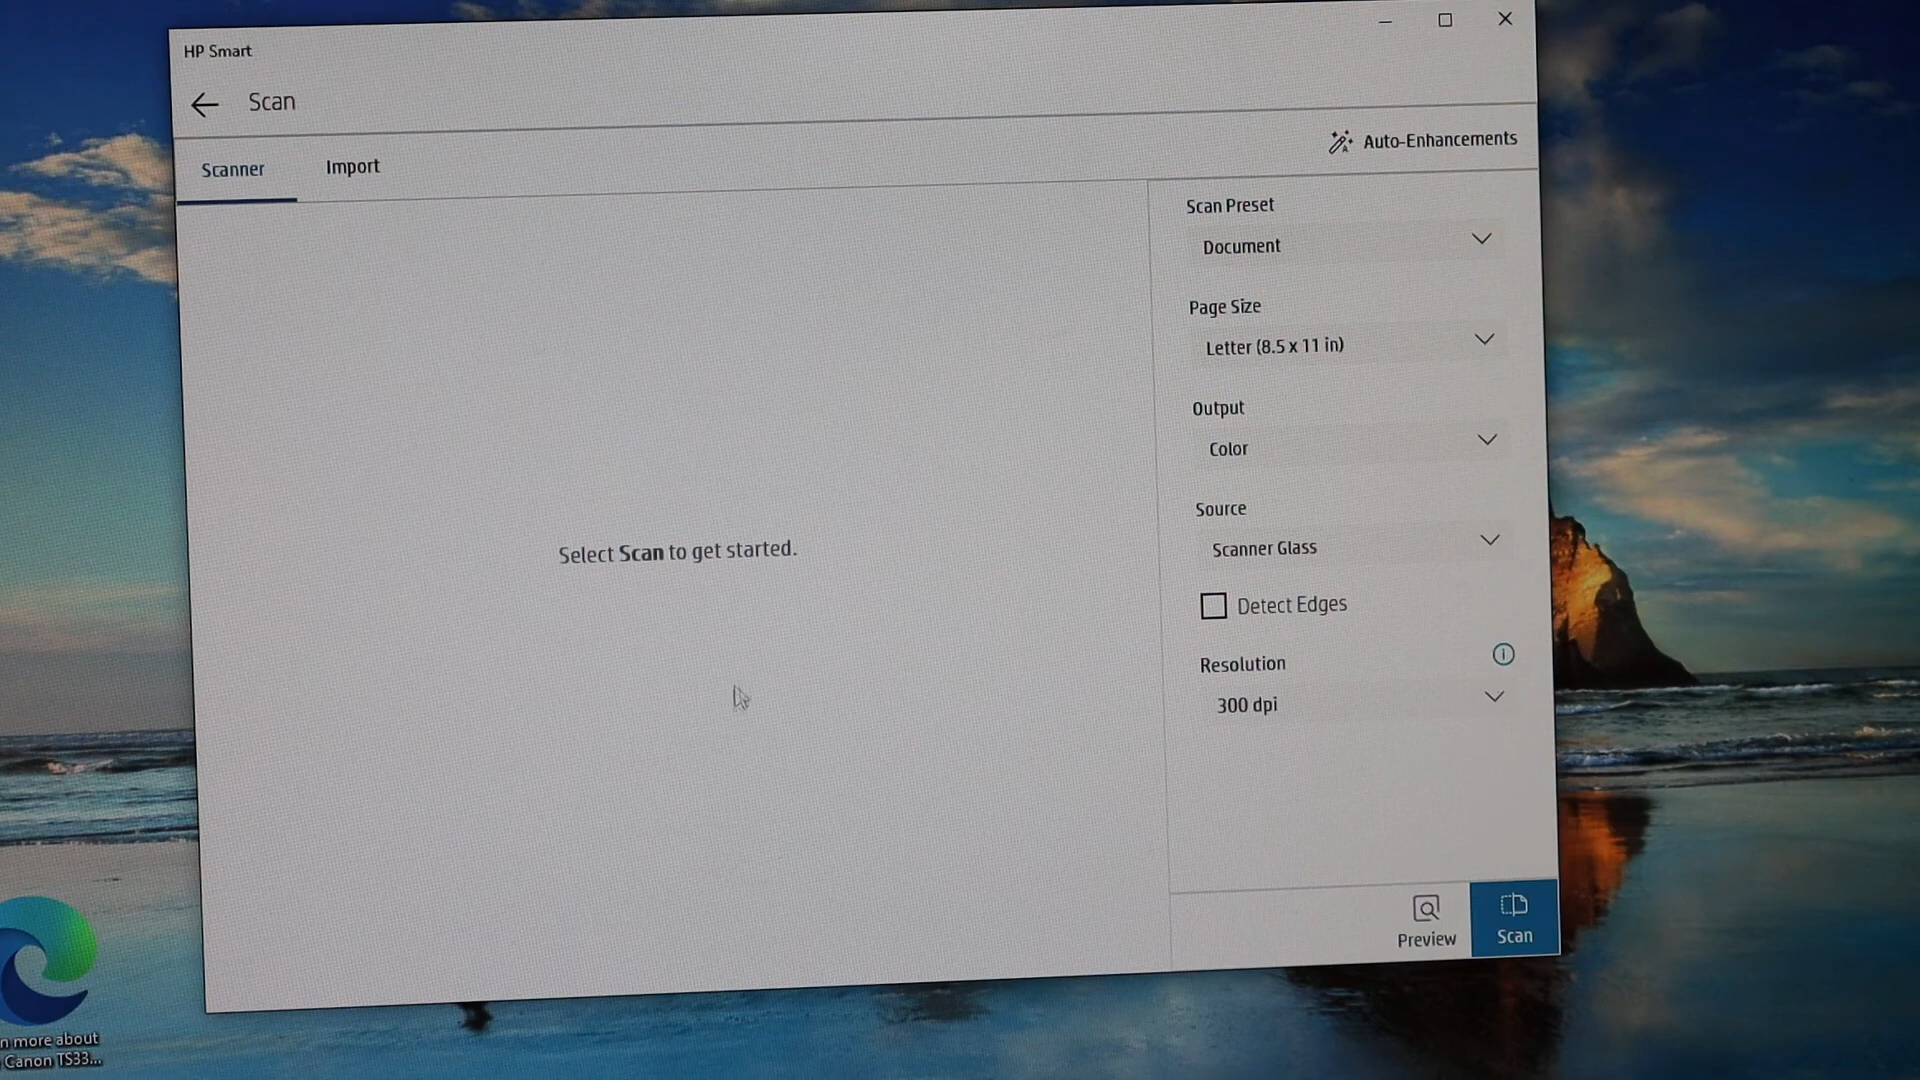 HP Smart
Scan
Scanner
Import
Auto-Enhancements
Scan Preset
Document
Page Size
Letter (8.5 x 11 in)
Output
Color
Source
Scanner Glass
Detect Edges
Resolution
300 dpi
Select Scan to get started.
Preview
Scan
n more about
Canon TS33...